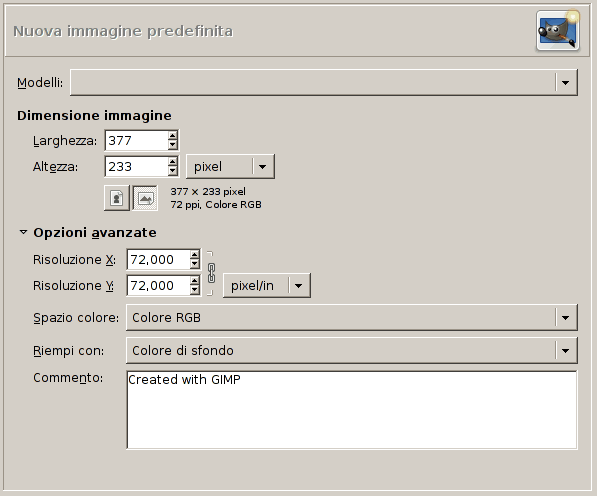 Nuova immagine predefinita
Modelli:
Dimensione immagine
Larghezza: 377
Altezza: 233 pixel
377 × 233 pixel
72 ppi, Colore RGB
Opzioni avanzate
Risoluzione X: 72,000
Risoluzione Y: 72,000 pixel/in
Spazio colore: Colore RGB
Riempi con: Colore di sfondo
Commento: Created with GIMP